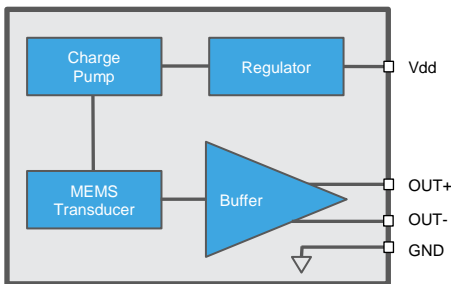 Charge
Pump
Regulator
Vdd
MEMS
Transducer
Buffer
OUT+
OUT-
GND